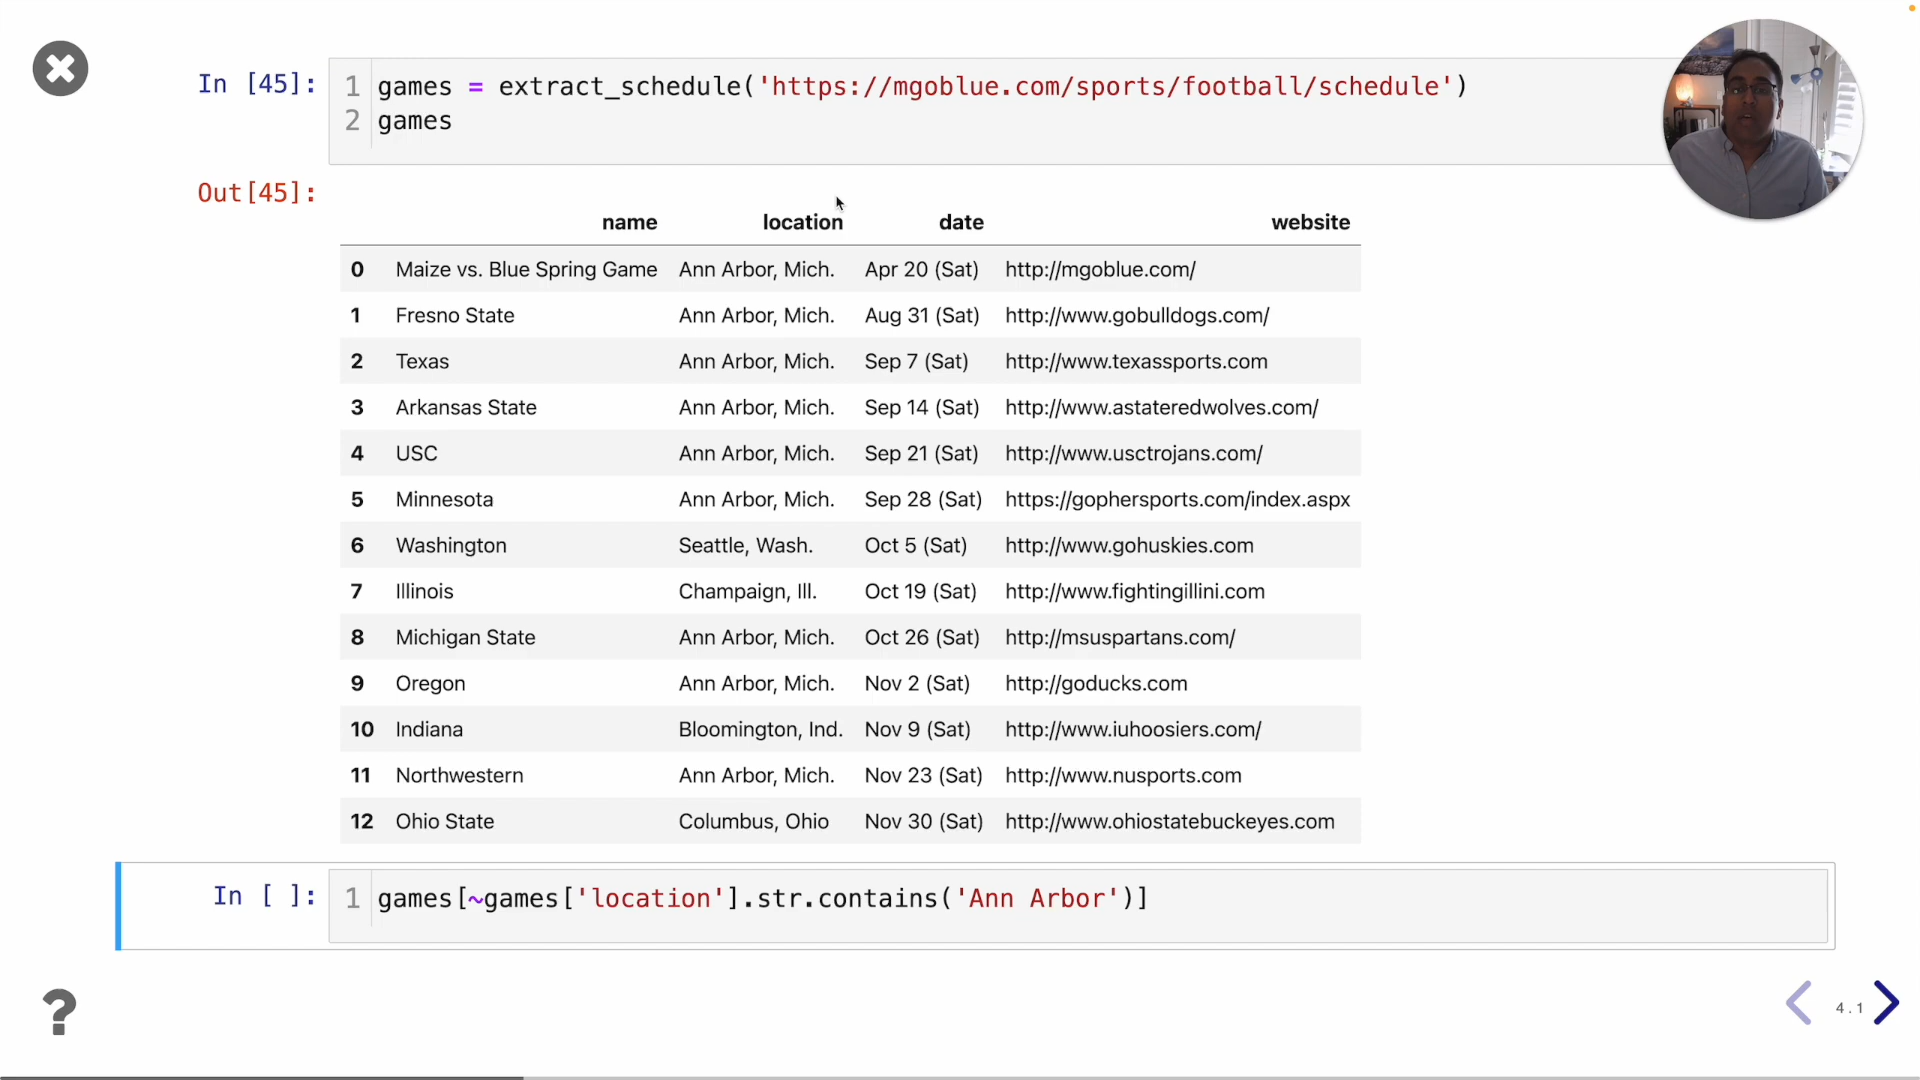 In [45]:
1 games = extract_schedule('https://mgoblue.com/sports/football/schedule')
2 games
Out[45]:
name location date website
0 Maize vs. Blue Spring Game Ann Arbor, Mich. Apr 20 (Sat) http://mgoblue.com/
1 Fresno State Ann Arbor, Mich. Aug 31 (Sat) http://www.gobulldogs.com/
2 Texas Ann Arbor, Mich. Sep 7 (Sat) http://www.texassports.com
3 Arkansas State Ann Arbor, Mich. Sep 14 (Sat) http://www.astateredwolves.com/
4 USC Ann Arbor, Mich. Sep 21 (Sat) http://www.usctrojans.com/
5 Minnesota Ann Arbor, Mich. Sep 28 (Sat) https://gophersports.com/index.aspx
6 Washington Seattle, Wash. Oct 5 (Sat) http://www.gohuskies.com
7 Illinois Champaign, Ill. Oct 19 (Sat) http://www.fightingillini.com
8 Michigan State Ann Arbor, Mich. Oct 26 (Sat) http://msuspartans.com/
9 Oregon Ann Arbor, Mich. Nov 2 (Sat) http://goducks.com
10 Indiana Bloomington, Ind. Nov 9 (Sat) http://www.iuhoosiers.com/
11 Northwestern Ann Arbor, Mich. Nov 23 (Sat) http://www.nusports.com
12 Ohio State Columbus, Ohio Nov 30 (Sat) http://www.ohiostatebuckeyes.com
In [ ]:
1 games[~games['location'].str.contains('Ann Arbor')]
?
4.1